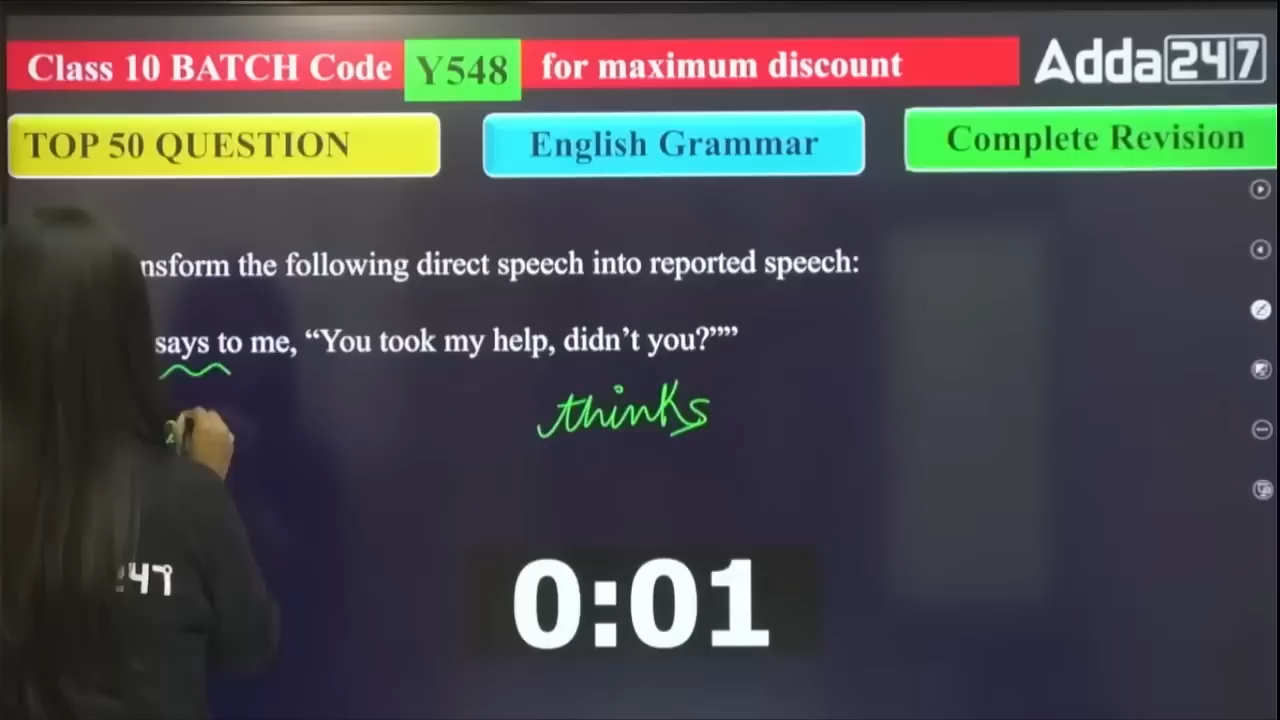 Class 10 BATCH Code Y548 for maximum discount
Adda247
TOP 50 QUESTION
English Grammar
Complete Revision
nsform the following direct speech into reported speech:
says to me, “You took my help, didn’t you?””’
thinks
247
0:01